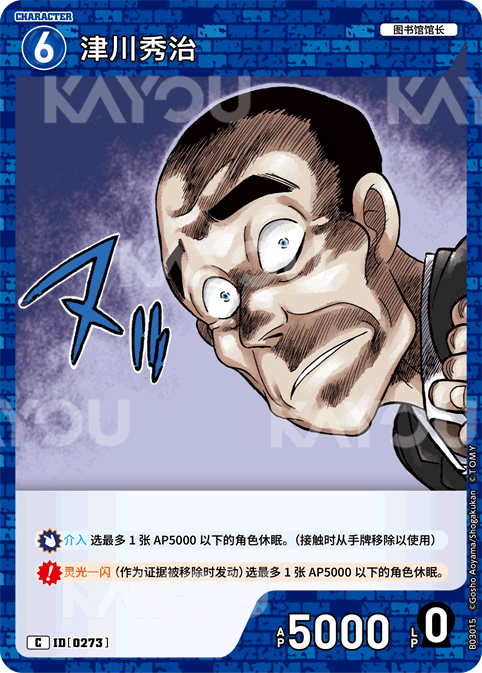 CHARACTER
6 津川秀治
图书馆馆长
KAYOU
KAYOU
ヌルル
KAYOU
KAYOU
KAYOU
介入 选最多 1 张 AP5000 以下的角色休眠。（接触时从手牌移除以使用）
灵光一闪 （作为证据被移除时发动）选最多 1 张 AP5000 以下的角色休眠。
C ID[0273]
AP 5000 LP 0
B03015 ©Gosho Aoyama/Shogakukan ©TOMY